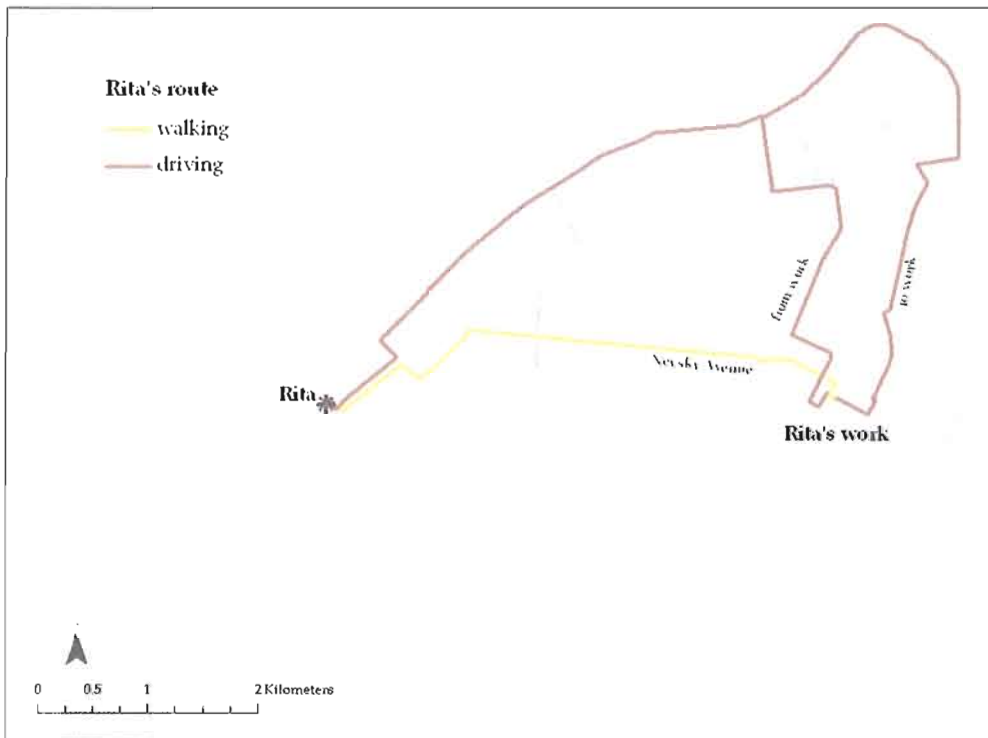 Rita's route
walking
driving
from work
to work
Nevsky Avenue
Rita
Rita's work
0 0.5 1 2 Kilometers